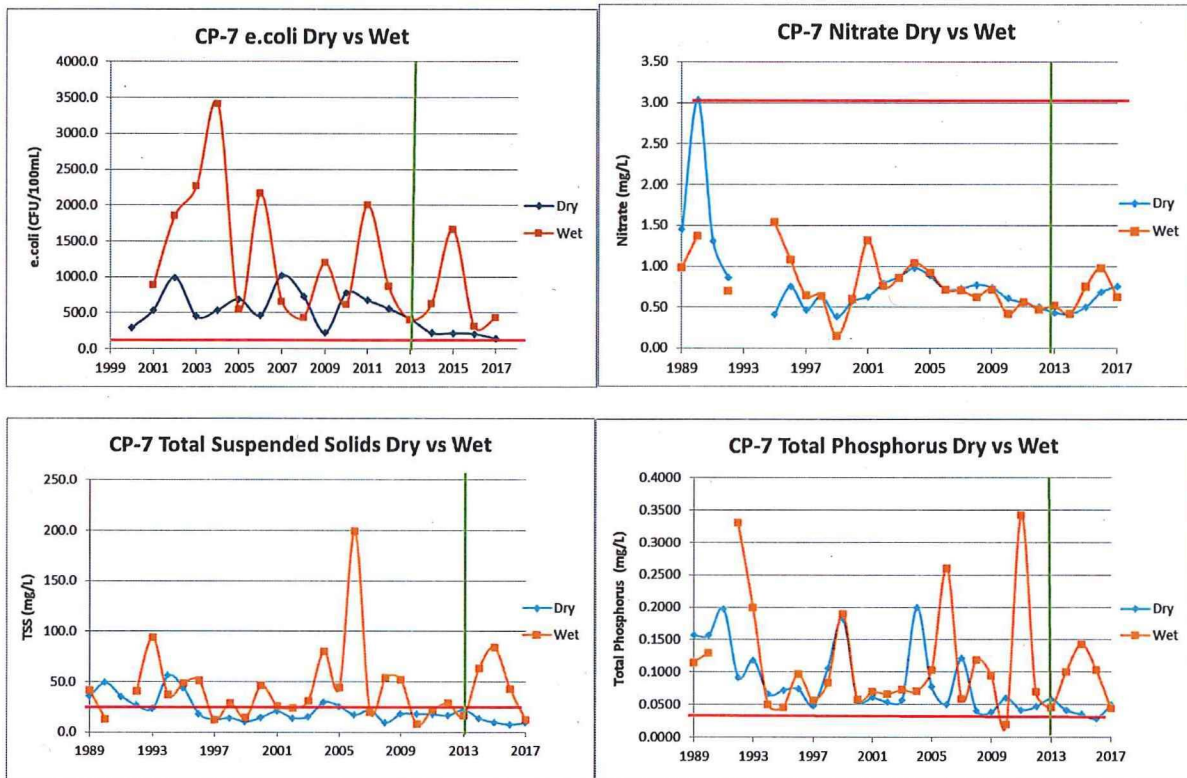 CP-7 e.coli Dry vs Wet
e.coli (CFU/100mL)
4000.0
3500.0
3000.0
2500.0
2000.0
1500.0
1000.0
500.0
0.0
1999 2001 2003 2005 2007 2009 2011 2013 2015 2017
Dry
Wet
CP-7 Nitrate Dry vs Wet
Nitrate (mg/L)
3.50
3.00
2.50
2.00
1.50
1.00
0.50
0.00
1989 1993 1997 2001 2005 2009 2013 2017
Dry
Wet
CP-7 Total Suspended Solids Dry vs Wet
TSS (mg/L)
250.0
200.0
150.0
100.0
50.0
0.0
1989 1993 1997 2001 2005 2009 2013 2017
Dry
Wet
CP-7 Total Phosphorus Dry vs Wet
Total Phosphorus (mg/L)
0.4000
0.3500
0.3000
0.2500
0.2000
0.1500
0.1000
0.0500
0.0000
1989 1993 1997 2001 2005 2009 2013 2017
Dry
Wet